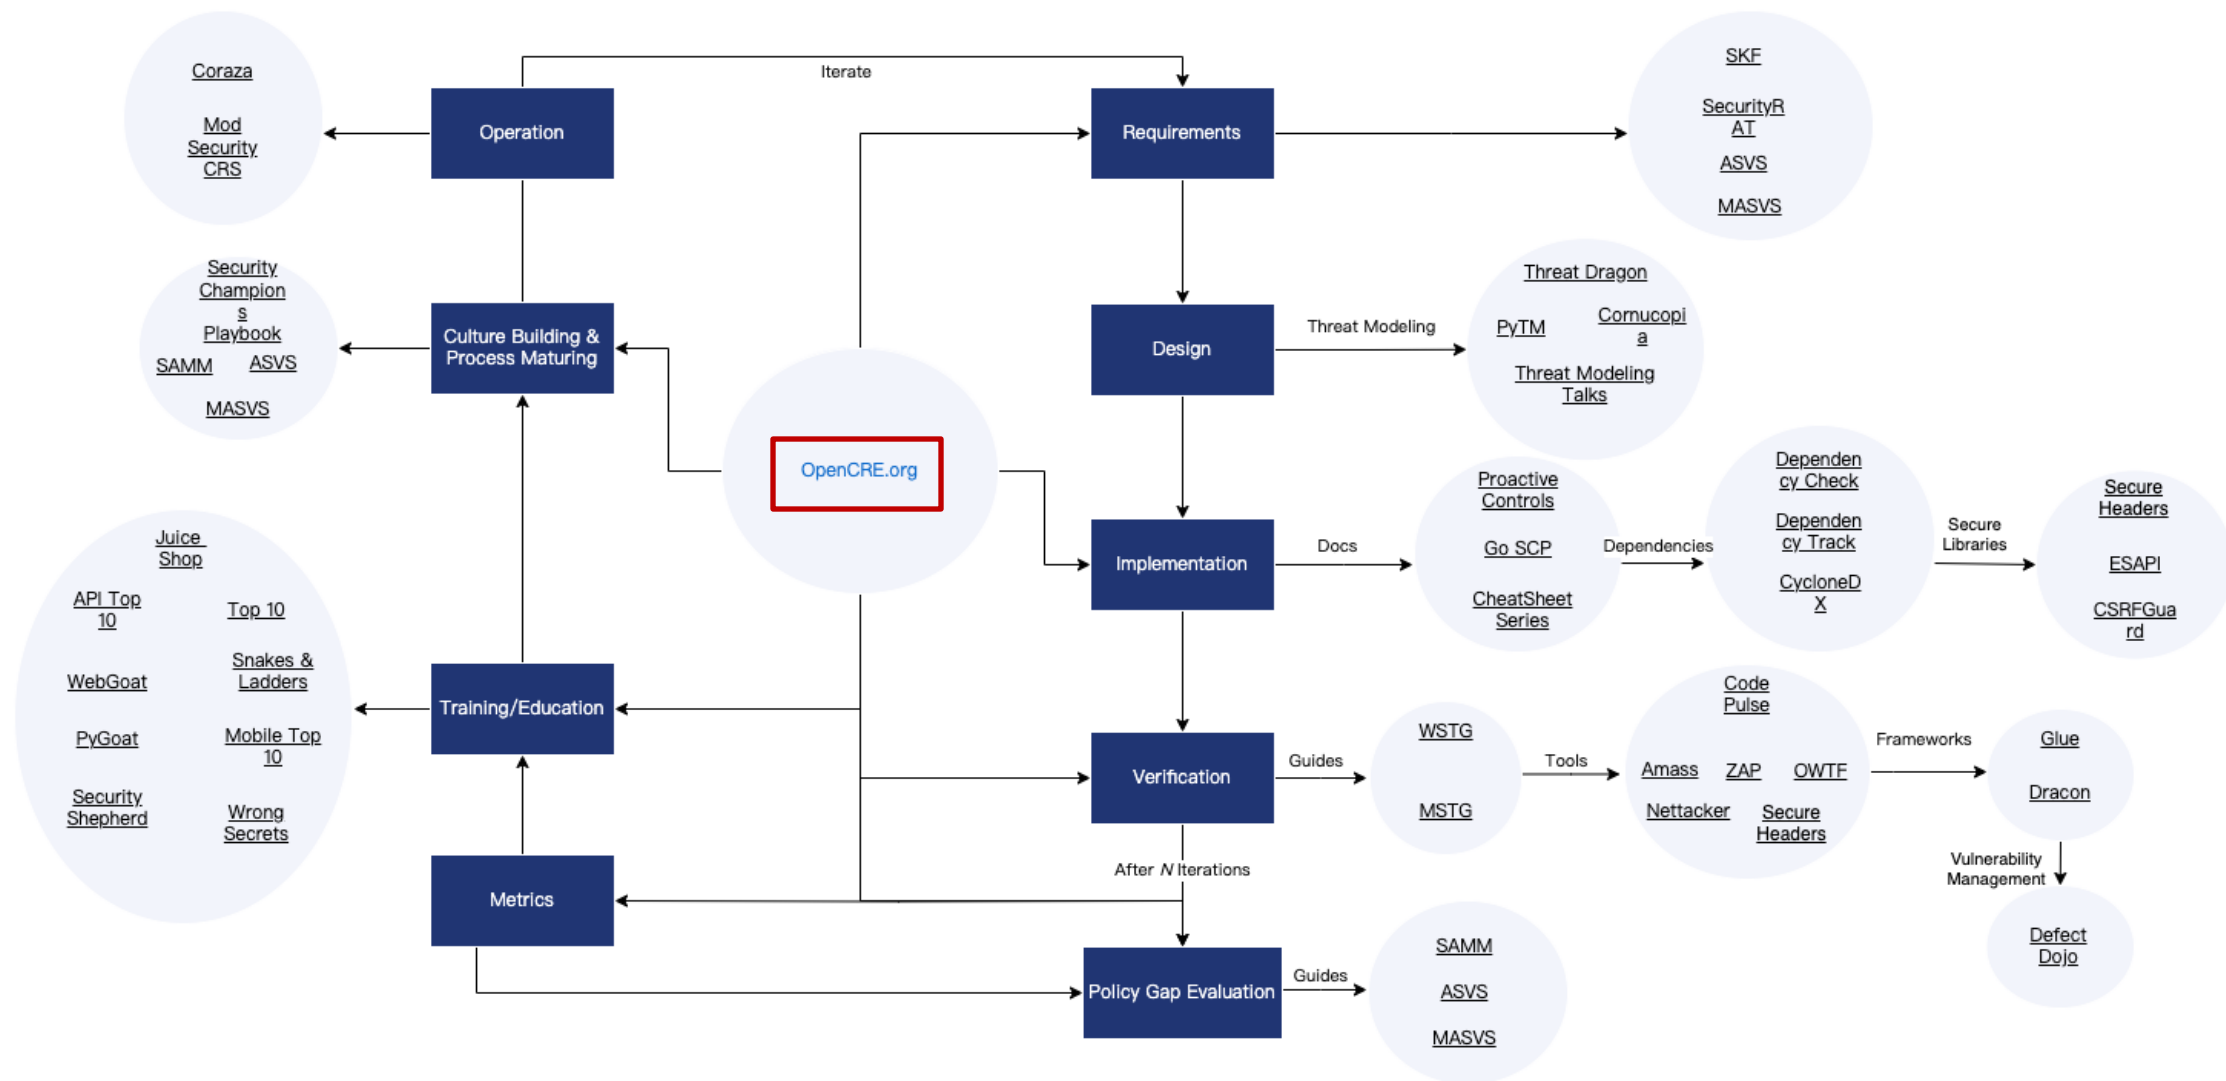 Coraza
Mod
Security
CRS
Operation
Iterate
Requirements
SKF
SecurityR
AT
ASVS
MASVS
Security
Champion
s
Playbook
SAMM
ASVS
MASVS
Culture Building &
Process Maturing
Design
Threat Modeling
Threat Dragon
PyTM
Cornucopi
a
Threat Modeling
Talks
OpenCRE.org
Implementation
Docs
Proactive
Controls
Go SCP
CheatSheet
Series
Dependencies
Dependen
cy Check
Dependen
cy Track
CycloneD
X
Secure
Libraries
Secure
Headers
ESAPI
CSRFGua
rd
Juice
Shop
API Top
10
Top 10
WebGoat
Snakes &
Ladders
PyGoat
Mobile Top
10
Security
Shepherd
Wrong
Secrets
Training/Education
Verification
Guides
WSTG
MSTG
Tools
Code
Pulse
Amass
ZAP
OWTF
Nettacker
Secure
Headers
Frameworks
Glue
Dracon
Vulnerability
Management
Defect
Dojo
Metrics
After N Iterations
Policy Gap Evaluation
Guides
SAMM
ASVS
MASVS